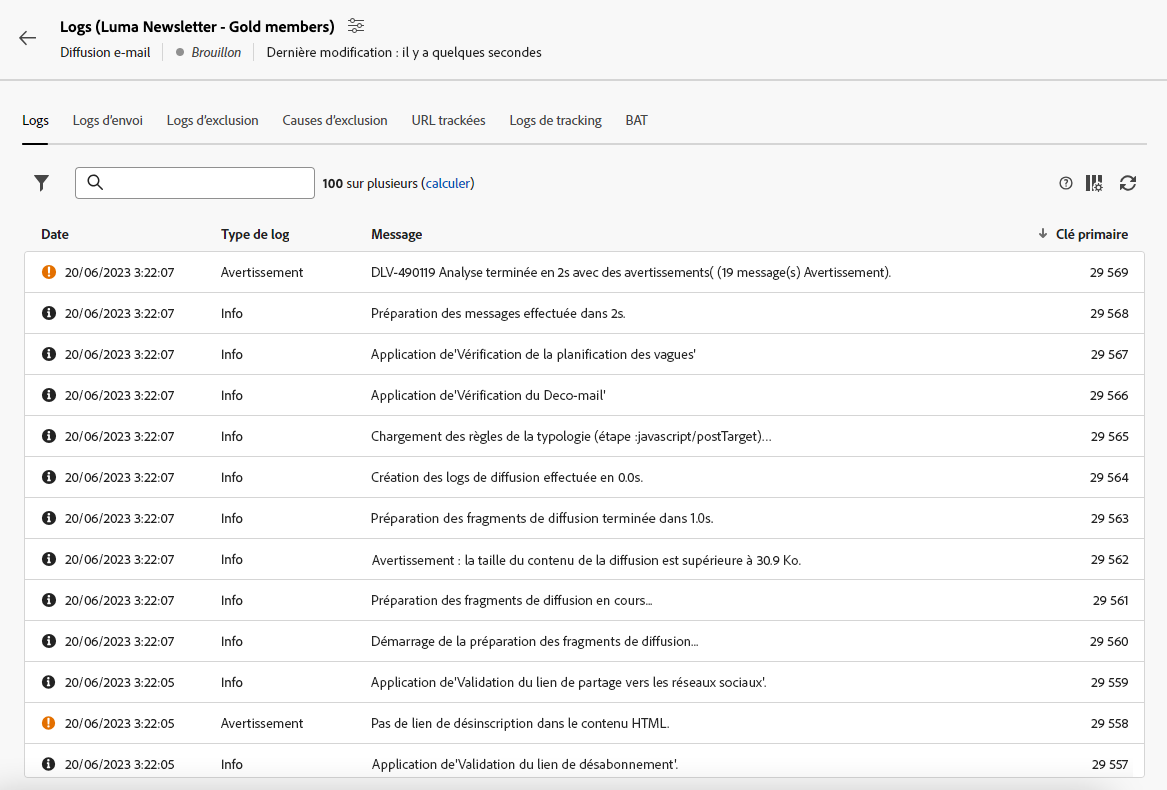 Logs (Luma Newsletter - Gold members)
Diffusion e-mail Brouillon Dernière modification : il y a quelques secondes
Logs Logs d'envoi Logs d'exclusion Causes d'exclusion URL trackées Logs de tracking BAT
100 sur plusieurs (calculer)
Date Type de log Message Clé primaire
20/06/2023 3:22:07 Avertissement DLV-490119 Analyse terminée en 2s avec des avertissements( (19 message(s) Avertissement). 29 569
20/06/2023 3:22:07 Info Préparation des messages effectuée dans 2s. 29 568
20/06/2023 3:22:07 Info Application de'Vérification de la planification des vagues' 29 567
20/06/2023 3:22:07 Info Application de'Vérification du Deco-mail' 29 566
20/06/2023 3:22:07 Info Chargement des règles de la typologie (étape :javascript/postTarget)... 29 565
20/06/2023 3:22:07 Info Création des logs de diffusion effectuée en 0.0s. 29 564
20/06/2023 3:22:07 Info Préparation des fragments de diffusion terminée dans 1.0s. 29 563
20/06/2023 3:22:07 Info Avertissement : la taille du contenu de la diffusion est supérieure à 30.9 Ko. 29 562
20/06/2023 3:22:07 Info Préparation des fragments de diffusion en cours... 29 561
20/06/2023 3:22:07 Info Démarrage de la préparation des fragments de diffusion... 29 560
20/06/2023 3:22:05 Info Application de'Validation du lien de partage vers les réseaux sociaux'. 29 559
20/06/2023 3:22:05 Avertissement Pas de lien de désinscription dans le contenu HTML. 29 558
20/06/2023 3:22:05 Info Application de'Validation du lien de désabonnement'. 29 557